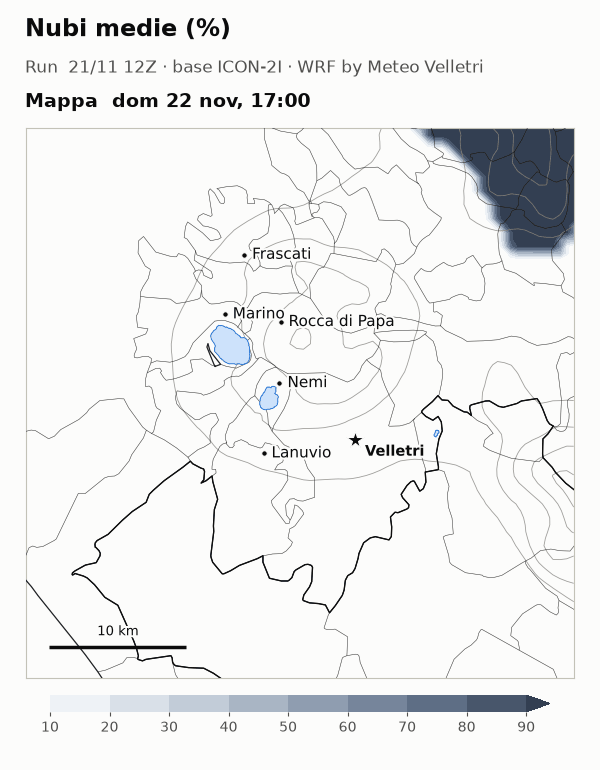 Nubi medie (%)
Run  21/11 12Z · base ICON-2I · WRF by Meteo Velletri
Mappa  dom 22 nov, 17:00
Frascati
Marino
Rocca di Papa
Nemi
Velletri
Lanuvio
10 km
10 20 30 40 50 60 70 80 90